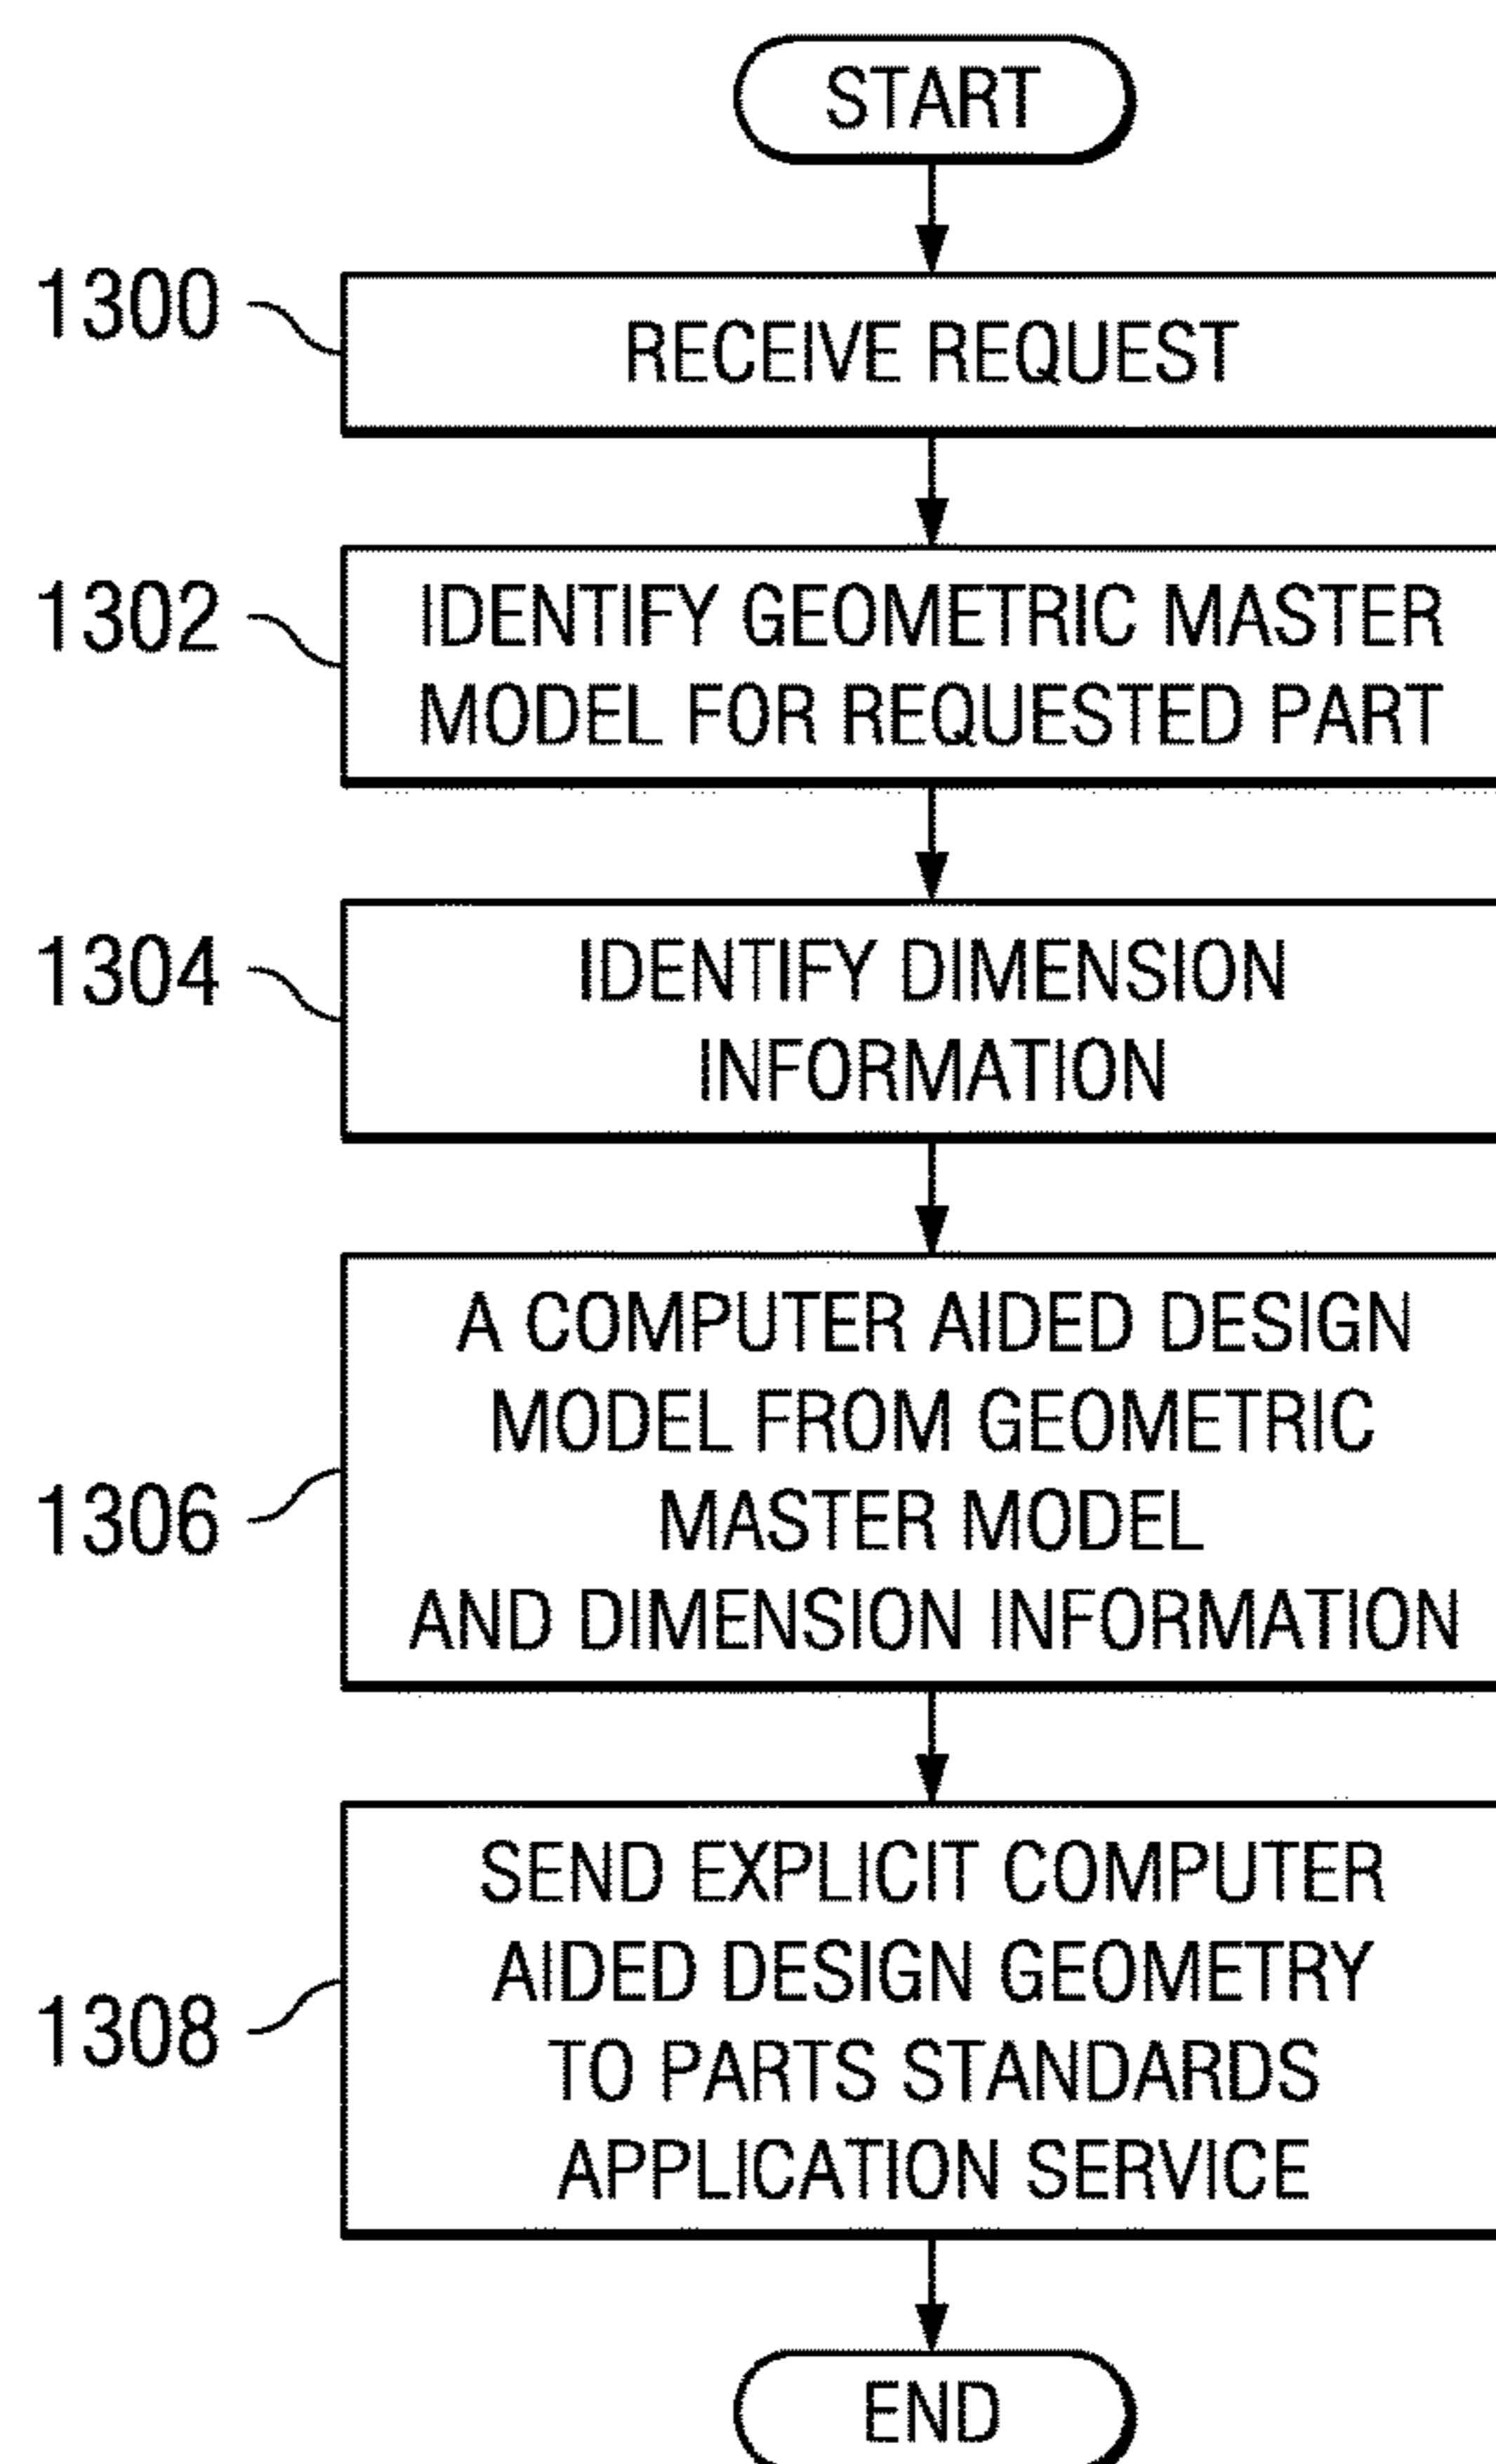 START
1300
RECEIVE REQUEST
1302
IDENTIFY GEOMETRIC MASTER
MODEL FOR REQUESTED PART
1304
IDENTIFY DIMENSION
INFORMATION
1306
A COMPUTER AIDED DESIGN
MODEL FROM GEOMETRIC
MASTER MODEL
AND DIMENSION INFORMATION
1308
SEND EXPLICIT COMPUTER
AIDED DESIGN GEOMETRY
TO PARTS STANDARDS
APPLICATION SERVICE
END